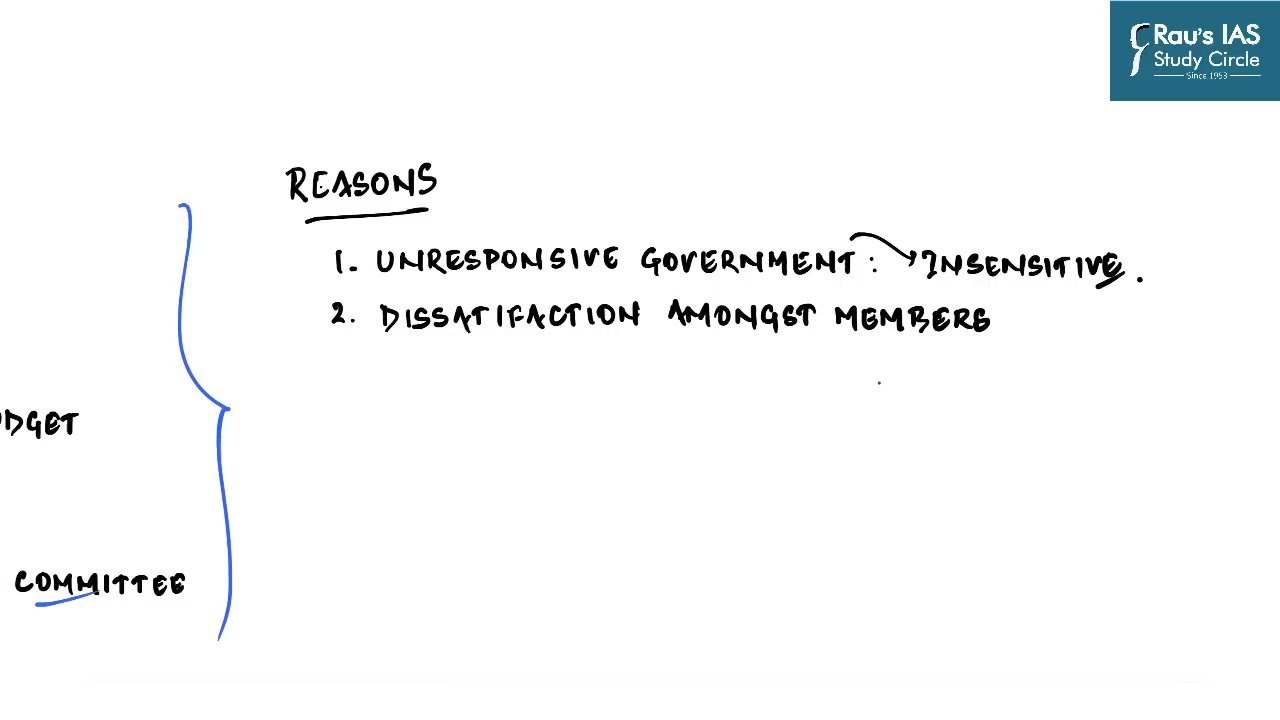 Rau's IAS
Study Circle
Since 1953
REASONS
1. UNRESPONSIVE GOVERNMENT : INSENSITIVE.
2. DISSATIFACTION AMONGST MEMBERS
DGET
COMMITTEE